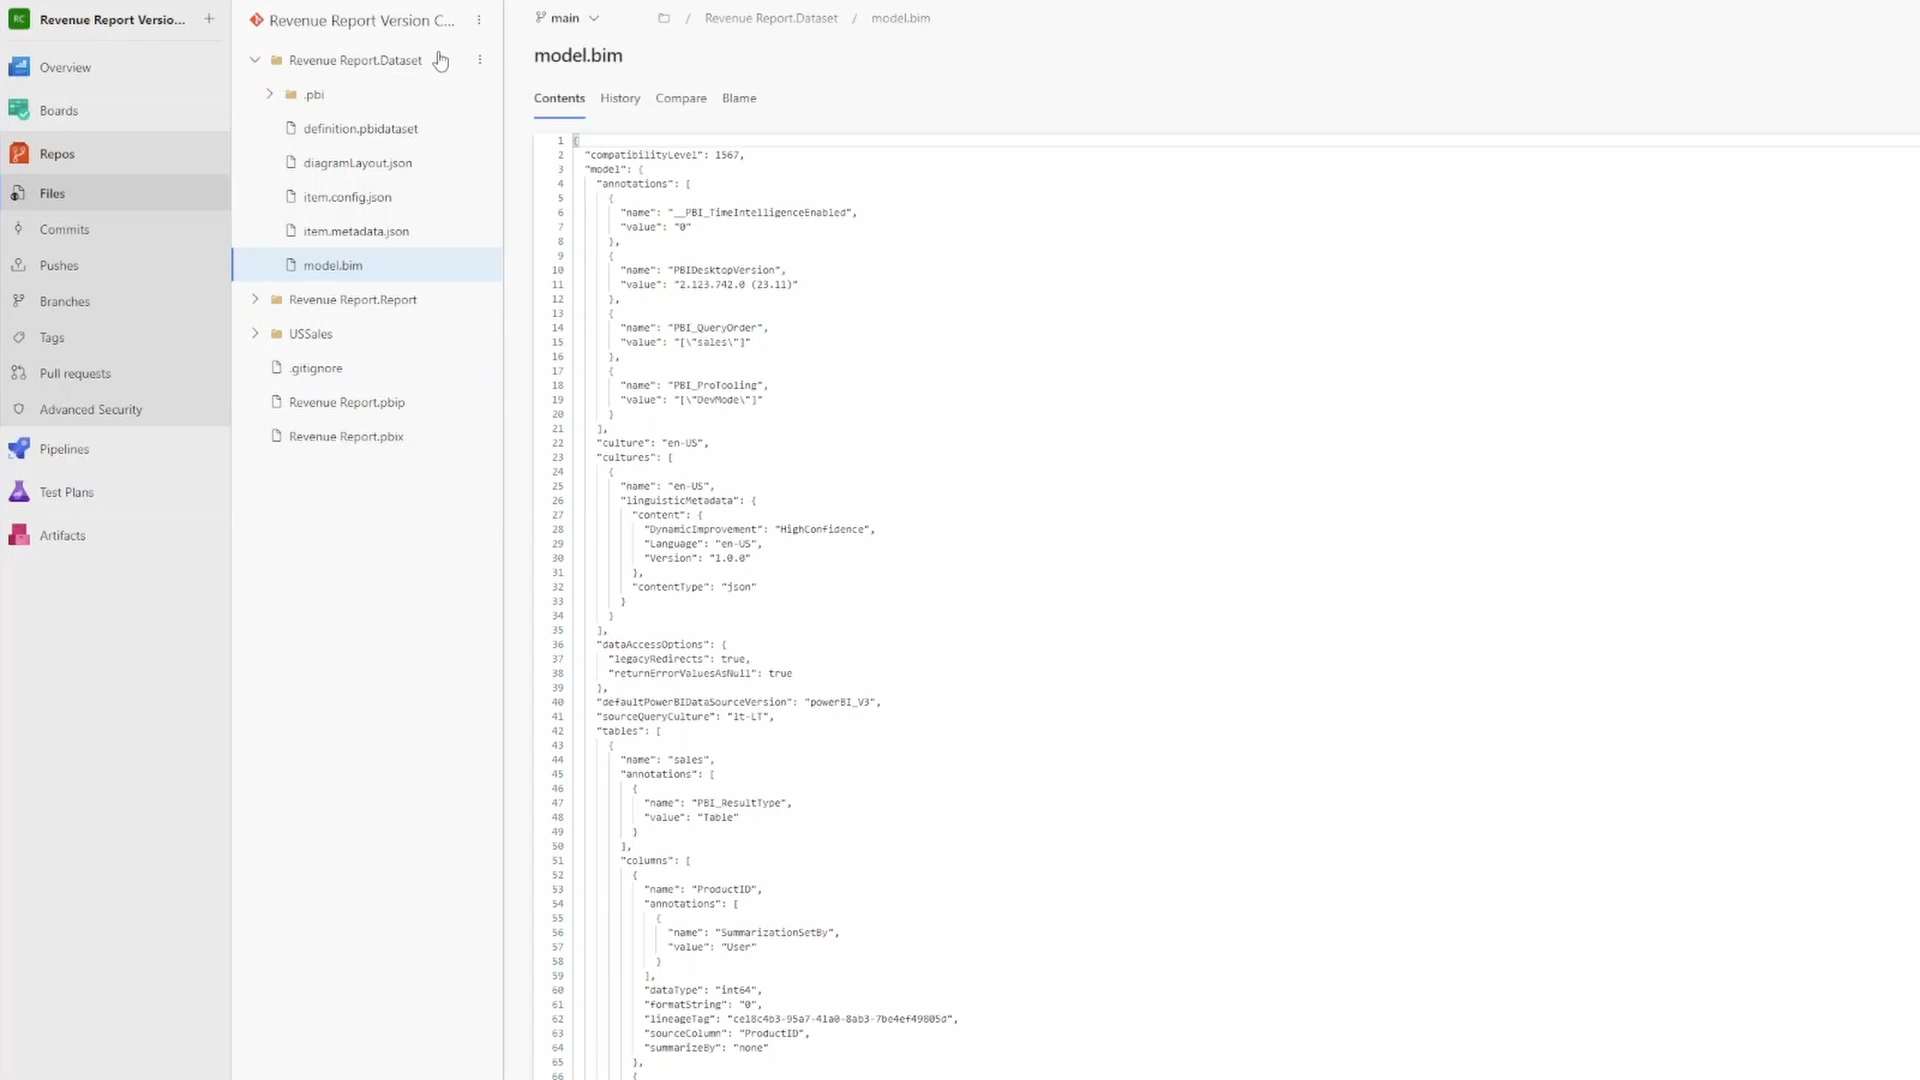 RC Revenue Report Versio... +
Overview
Boards
Repos
Files
Commits
Pushes
Branches
Tags
Pull requests
Advanced Security
Pipelines
Test Plans
Artifacts
Revenue Report Version C...
Revenue Report.Dataset
.pbi
definition.pbidataset
diagramLayout.json
item.config.json
item.metadata.json
model.bim
Revenue Report.Report
USSales
.gitignore
Revenue Report.pbip
Revenue Report.pbix
main / Revenue Report.Dataset / model.bim
model.bim
Contents History Compare Blame
1 {
2 "compatibilityLevel": 1567,
3 "model": {
4 "annotations": [
5 {
6 "name": "__PBI_TimeIntelligenceEnabled",
7 "value": "0"
8 },
9 {
10 "name": "PBIDesktopVersion",
11 "value": "2.123.742.0 (23.11)"
12 },
13 {
14 "name": "PBI_QueryOrder",
15 "value": "[\"sales\"]"
16 },
17 {
18 "name": "PBI_ProTooling",
19 "value": "[\"DevMode\"]"
20 }
21 ],
22 "culture": "en-US",
23 "cultures": [
24 {
25 "name": "en-US",
26 "linguisticMetadata": {
27 "content": {
28 "DynamicImprovement": "HighConfidence",
29 "Language": "en-US",
30 "Version": "1.0.0"
31 },
32 "contentType": "json"
33 }
34 }
35 ],
36 "dataAccessOptions": {
37 "legacyRedirects": true,
38 "returnErrorValuesAsNull": true
39 },
40 "defaultPowerBIDataSourceVersion": "powerBI_V3",
41 "sourceQueryCulture": "lt-LT",
42 "tables": [
43 {
44 "name": "sales",
45 "annotations": [
46 {
47 "name": "PBI_ResultType",
48 "value": "Table"
49 }
50 ],
51 "columns": [
52 {
53 "name": "ProductID",
54 "annotations": [
55 {
56 "name": "SummarizationSetBy",
57 "value": "User"
58 }
59 ],
60 "dataType": "int64",
61 "formatString": "0",
62 "lineageTag": "ce18c4b3-95a7-41a0-8ab3-7be4ef49805d",
63 "sourceColumn": "ProductID",
64 "summarizeBy": "none"
65 },
66 {